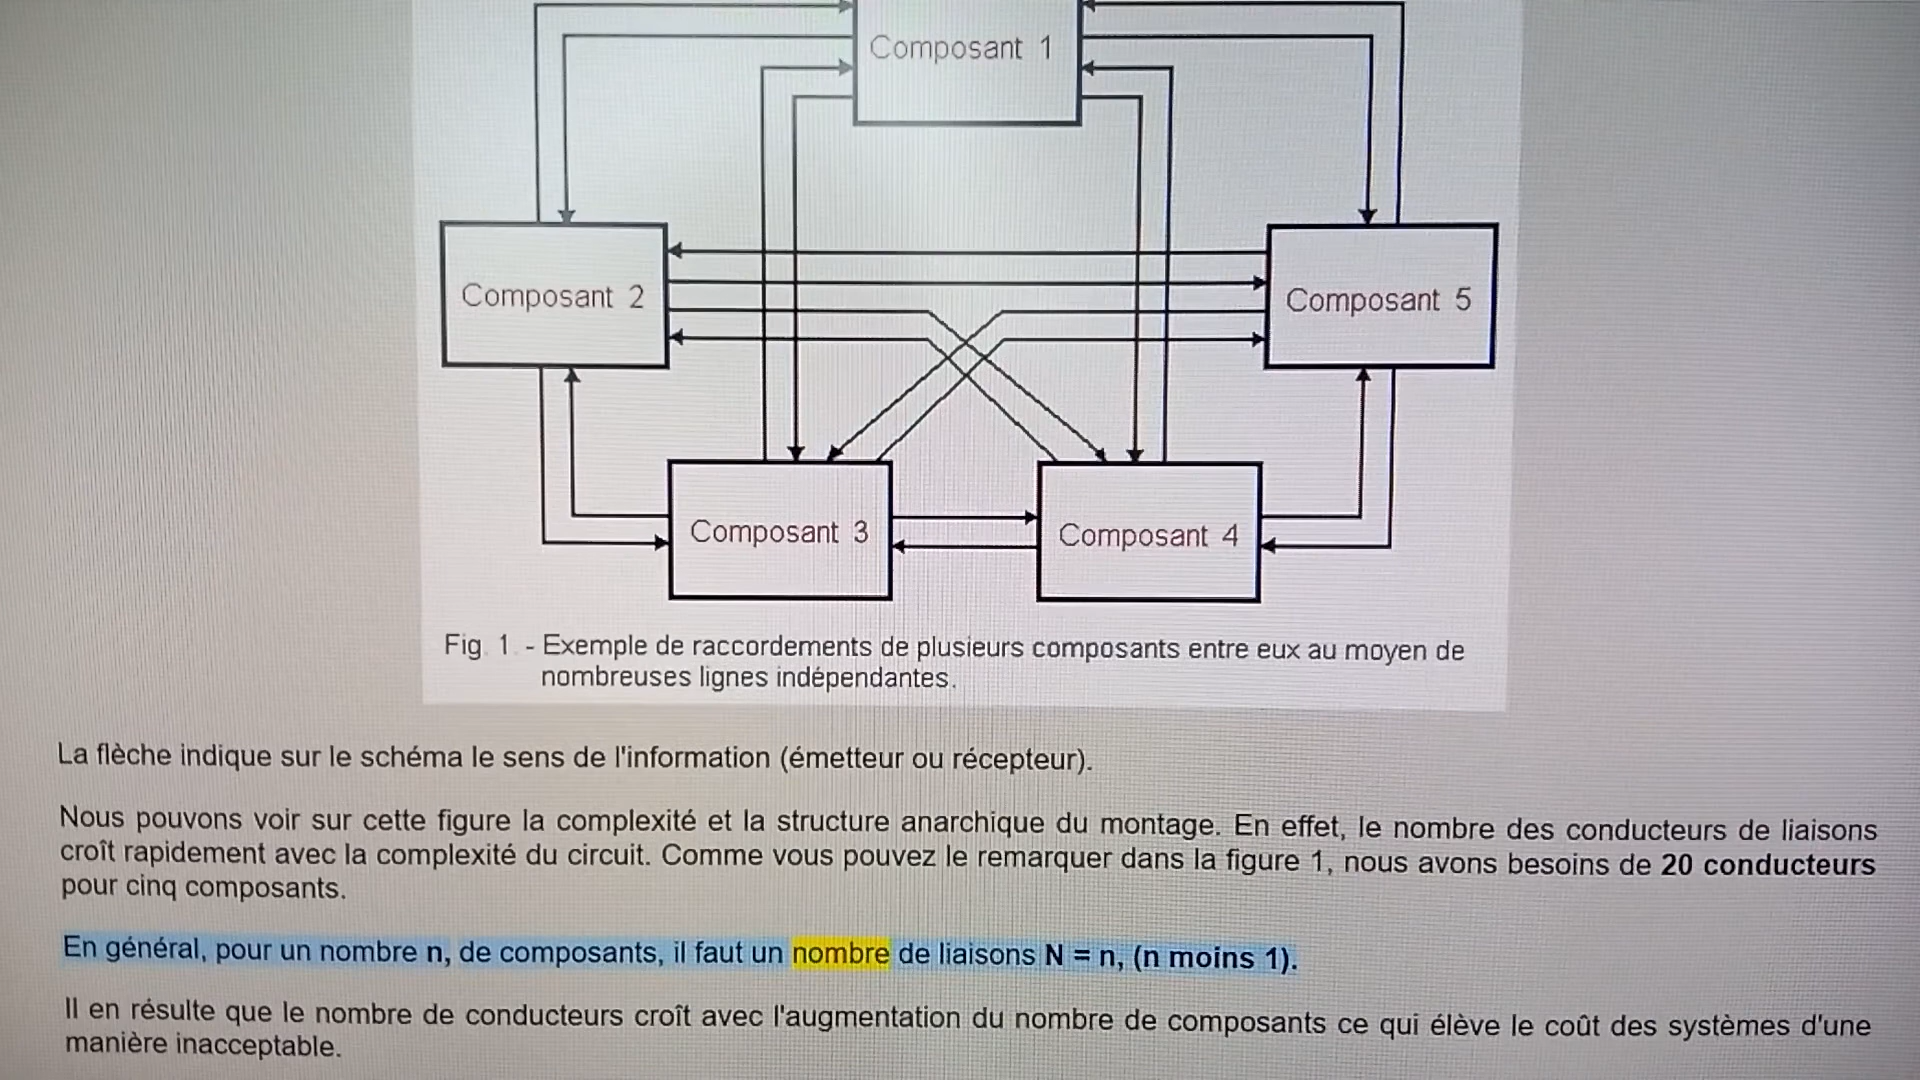 Composant 1
Composant 2
Composant 5
Composant 3
Composant 4
Fig. 1. - Exemple de raccordements de plusieurs composants entre eux au moyen de
nombreuses lignes indépendantes.
La flèche indique sur le schéma le sens de l'information (émetteur ou récepteur).
Nous pouvons voir sur cette figure la complexité et la structure anarchique du montage. En effet, le nombre des conducteurs de liaisons
croît rapidement avec la complexité du circuit. Comme vous pouvez le remarquer dans la figure 1, nous avons besoins de 20 conducteurs
pour cinq composants.
En général, pour un nombre n, de composants, il faut un nombre de liaisons N = n, (n moins 1).
Il en résulte que le nombre de conducteurs croît avec l'augmentation du nombre de composants ce qui élève le coût des systèmes d'une
manière inacceptable.